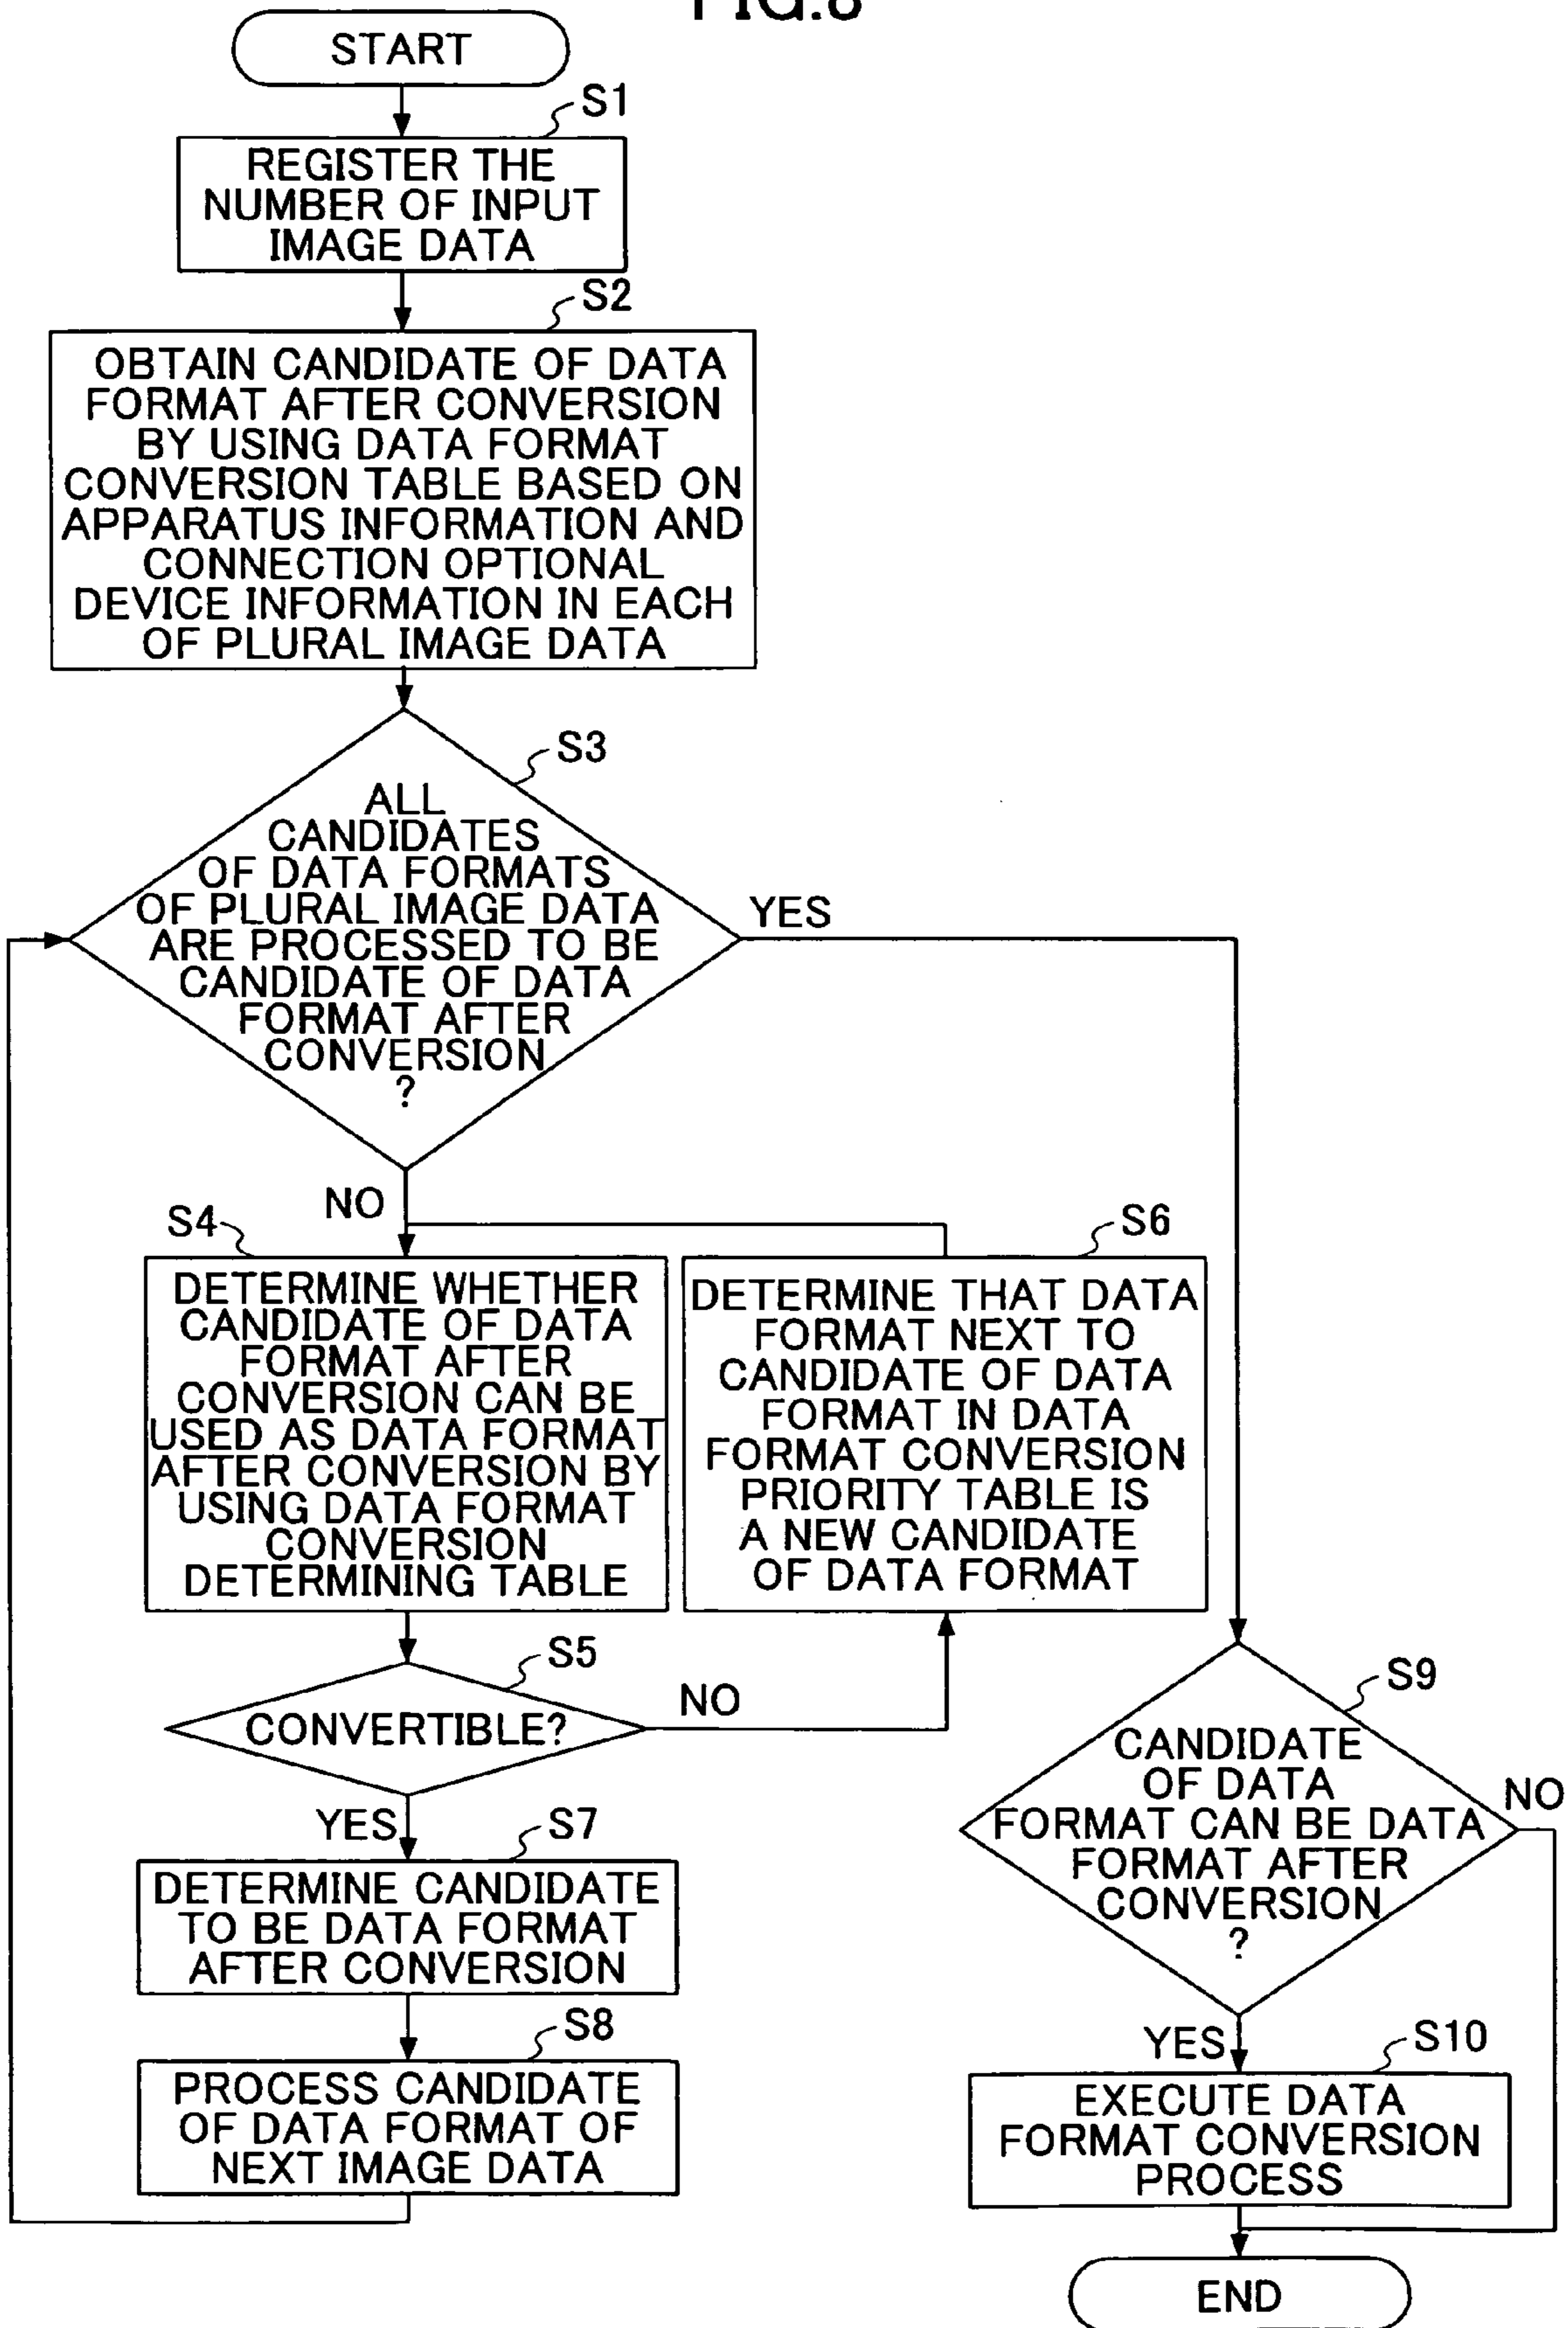 FIG.8
START
S1
REGISTER THE
NUMBER OF INPUT
IMAGE DATA
S2
OBTAIN CANDIDATE OF DATA
FORMAT AFTER CONVERSION
BY USING DATA FORMAT
CONVERSION TABLE BASED ON
APPARATUS INFORMATION AND
CONNECTION OPTIONAL
DEVICE INFORMATION IN EACH
OF PLURAL IMAGE DATA
S3
ALL
CANDIDATES
OF DATA FORMATS
OF PLURAL IMAGE DATA
ARE PROCESSED TO BE
CANDIDATE OF DATA
FORMAT AFTER
CONVERSION
?
YES
NO
S4
DETERMINE WHETHER
CANDIDATE OF DATA
FORMAT AFTER
CONVERSION CAN BE
USED AS DATA FORMAT
AFTER CONVERSION BY
USING DATA FORMAT
CONVERSION
DETERMINING TABLE
S6
DETERMINE THAT DATA
FORMAT NEXT TO
CANDIDATE OF DATA
FORMAT IN DATA
FORMAT CONVERSION
PRIORITY TABLE IS
A NEW CANDIDATE
OF DATA FORMAT
S5
CONVERTIBLE?
NO
YES
S7
DETERMINE CANDIDATE
TO BE DATA FORMAT
AFTER CONVERSION
S8
PROCESS CANDIDATE
OF DATA FORMAT OF
NEXT IMAGE DATA
S9
CANDIDATE
OF DATA
FORMAT CAN BE DATA
FORMAT AFTER
CONVERSION
?
NO
YES
S10
EXECUTE DATA
FORMAT CONVERSION
PROCESS
END